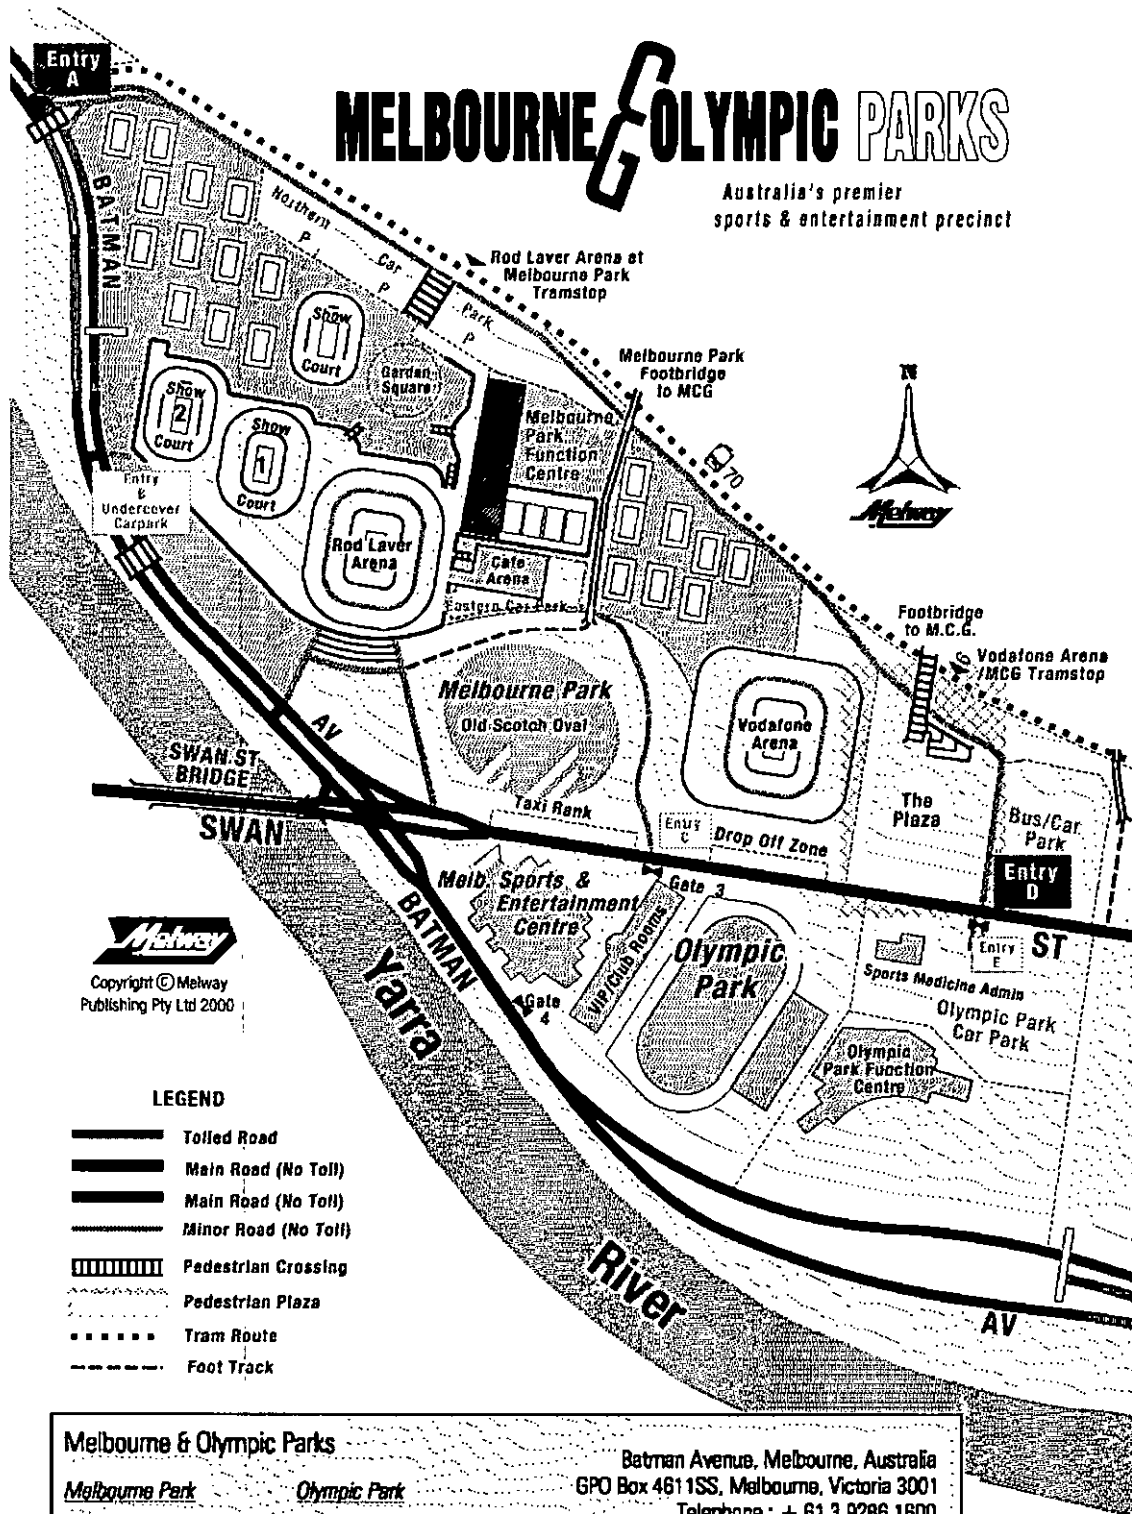 Entry
A
MELBOURNE & OLYMPIC PARKS
Australia's premier
sports & entertainment precinct
BATMAN
Northern Car Park
P
P
P
Rod Laver Arena at
Melbourne Park
Tramstop
Melbourne Park
Footbridge
to MCG
N
Melway
70
Show
Court
Garden
Square
Show
2
Court
Show
1
Court
Melbourne
Park
Function
Centre
Entry
B
Undercover
Carpark
Rod Laver
Arena
Cafe
Arena
Eastern Car Park
Footbridge
to M.C.G.
Vodafone Arena
/MCG Tramstop
Melbourne Park
Old Scotch Oval
Vodafone
Arena
AV
SWAN ST
BRIDGE
SWAN
Taxi Rank
Entry
C
Drop Off Zone
The
Plaza
Bus/Car
Park
Entry
D
ST
Entry
E
Gate 3
Melb. Sports &
Entertainment
Centre
VIP/Club Rooms
Olympic
Park
BATMAN
Gate
4
Sports Medicine Admin
Olympic Park
Car Park
Olympic
Park Function
Centre
Melway
Copyright © Melway
Publishing Pty Ltd 2000
Yarra
River
AV
LEGEND
Tolled Road
Main Road (No Toll)
Main Road (No Toll)
Minor Road (No Toll)
Pedestrian Crossing
Pedestrian Plaza
Tram Route
Foot Track
Melbourne & Olympic Parks
Melbourne Park
Olympic Park
Batman Avenue, Melbourne, Australia
GPO Box 4611SS, Melbourne, Victoria 3001
Telephone : + 61 3 9286 1600